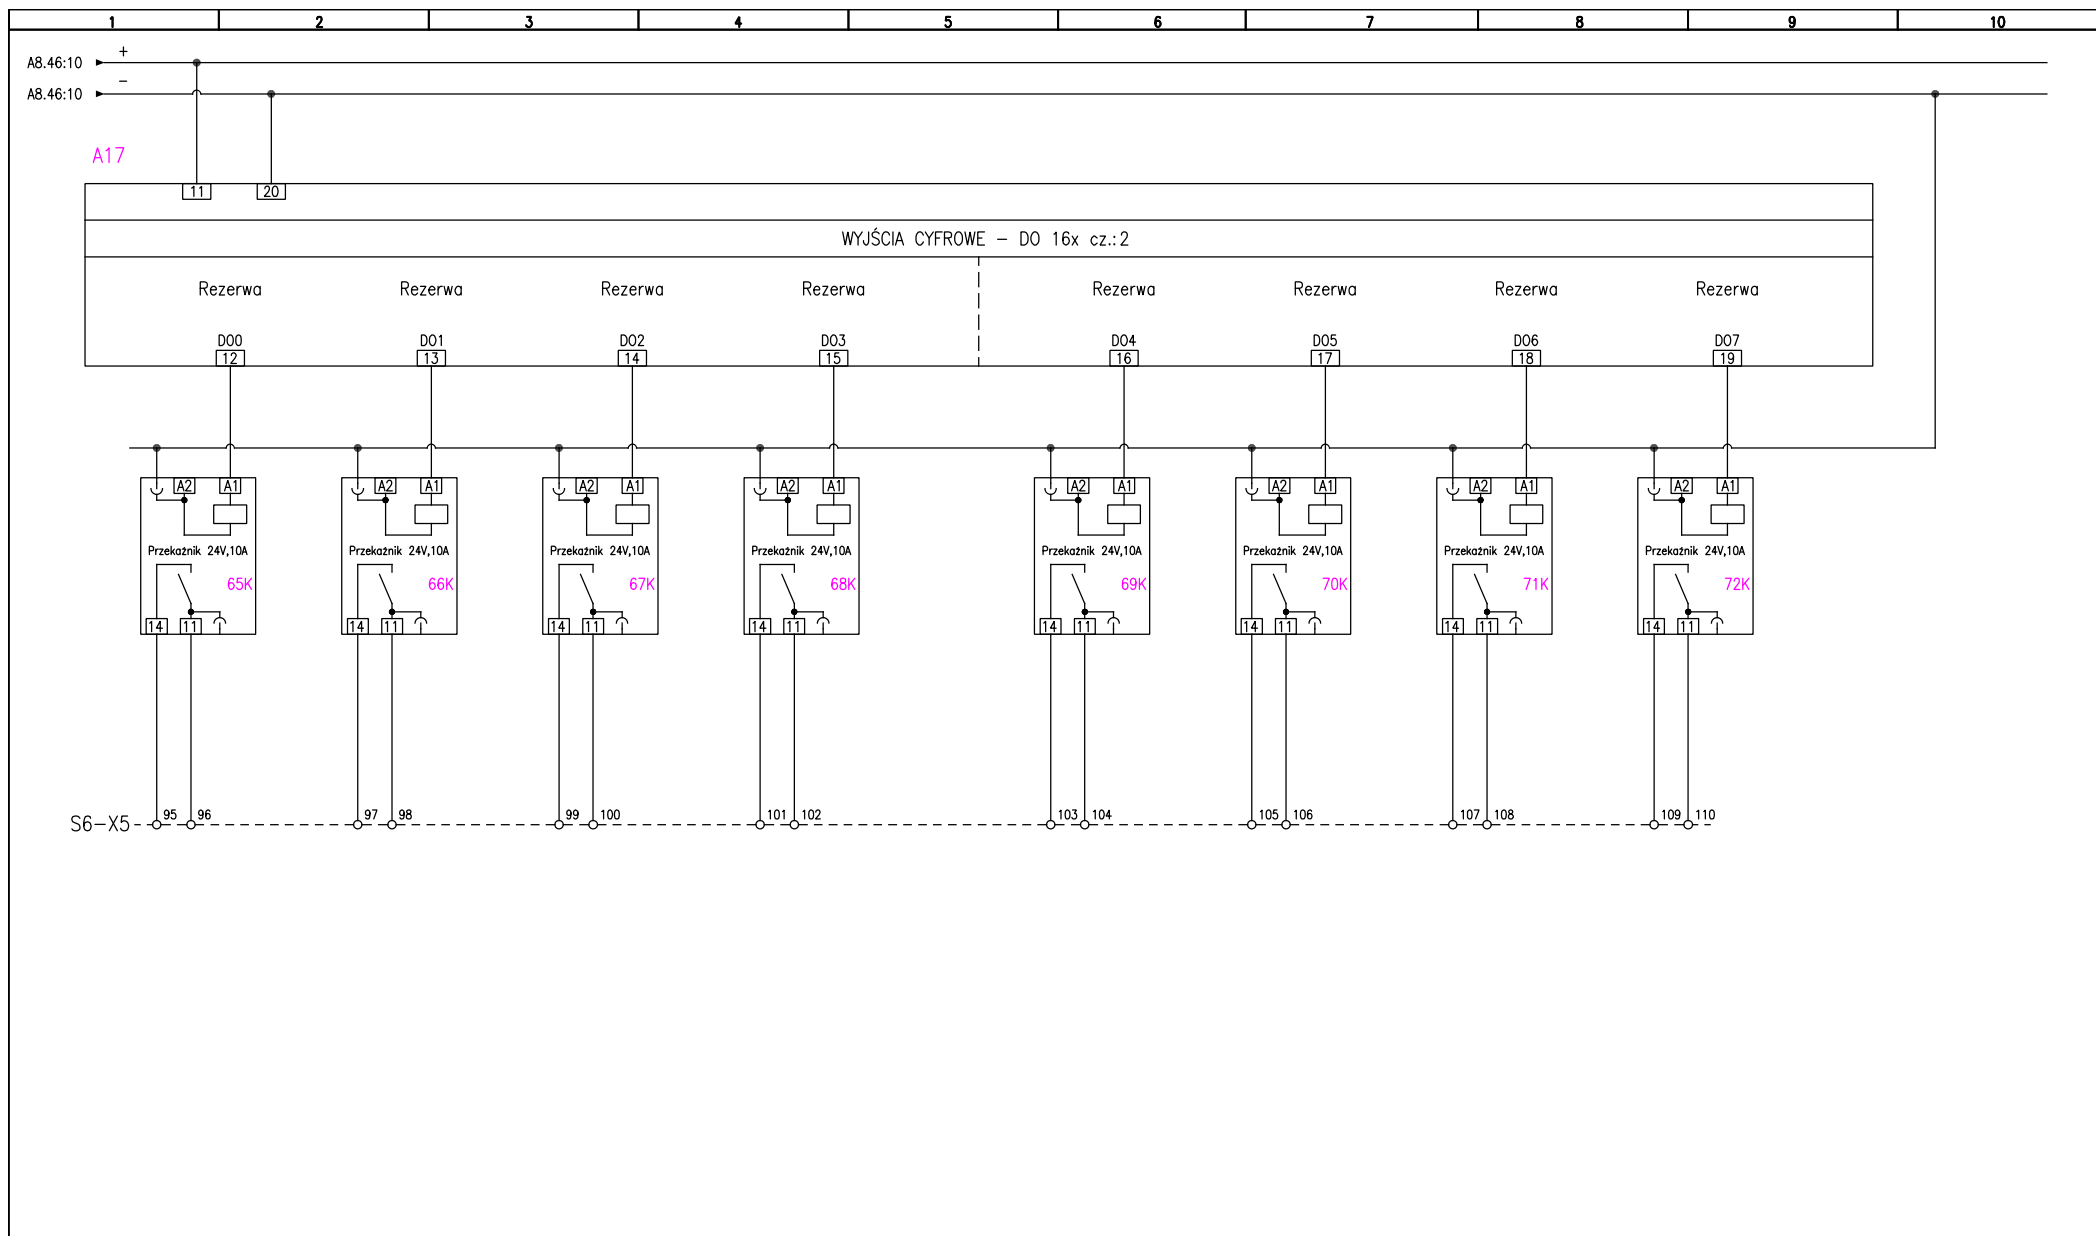 1 2 3 4 5 6 7 8 9 10
+
A8.46:10
−
A8.46:10
A17
11 20
WYJŚCIA CYFROWE − DO 16x cz.:2
Rezerwa Rezerwa Rezerwa Rezerwa Rezerwa Rezerwa Rezerwa Rezerwa
DO0 DO1 DO2 DO3 DO4 DO5 DO6 DO7
12 13 14 15 16 17 18 19
A2 A1 A2 A1 A2 A1 A2 A1 A2 A1 A2 A1 A2 A1 A2 A1
Przekaźnik 24V,10A Przekaźnik 24V,10A Przekaźnik 24V,10A Przekaźnik 24V,10A Przekaźnik 24V,10A Przekaźnik 24V,10A Przekaźnik 24V,10A Przekaźnik 24V,10A
65K 66K 67K 68K 69K 70K 71K 72K
14 11 14 11 14 11 14 11 14 11 14 11 14 11 14 11
95 96 97 98 99 100 101 102 103 104 105 106 107 108 109 110
S6−X5